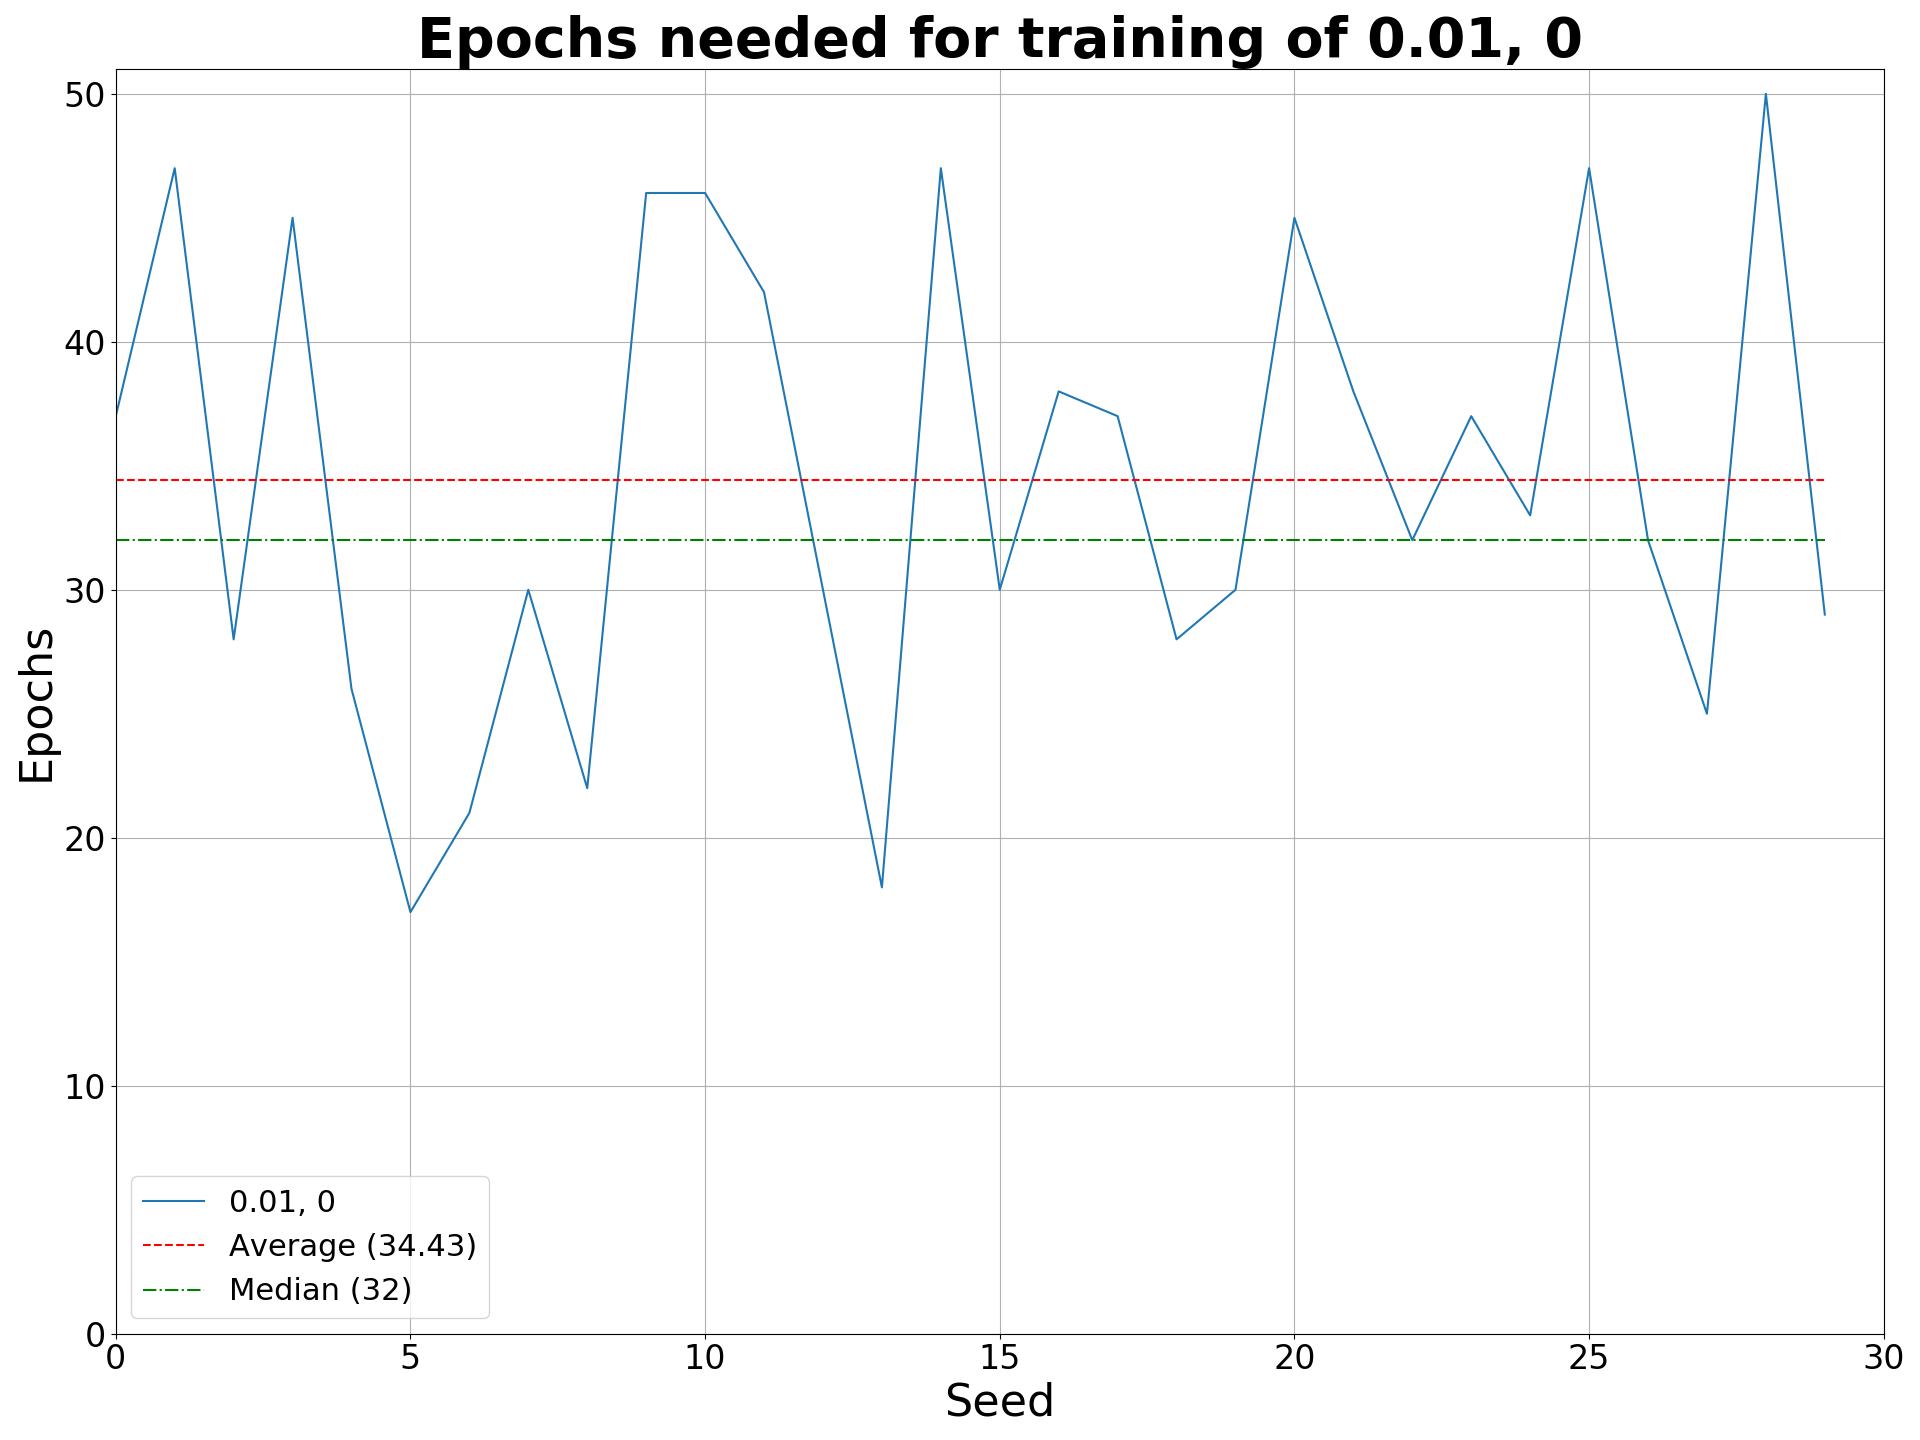 Epochs needed for training of 0.01, 0
50
40
30
20
10
0
Epochs
0.01, 0
Average (34.43)
Median (32)
0 5 10 15 20 25 30
Seed